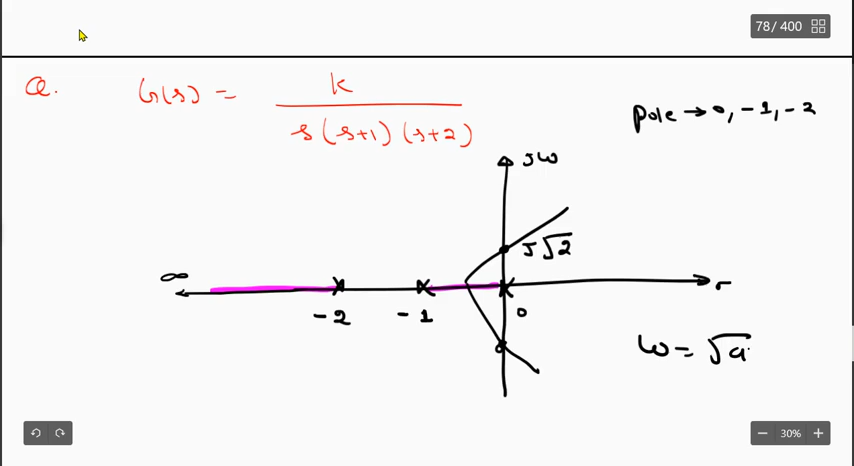 78 / 400
Q. G(s) = k
s(s+1)(s+2)
pole → 0, -1, -2
jω
j√2
∞
σ
-2 -1 0
ω = √a
30%